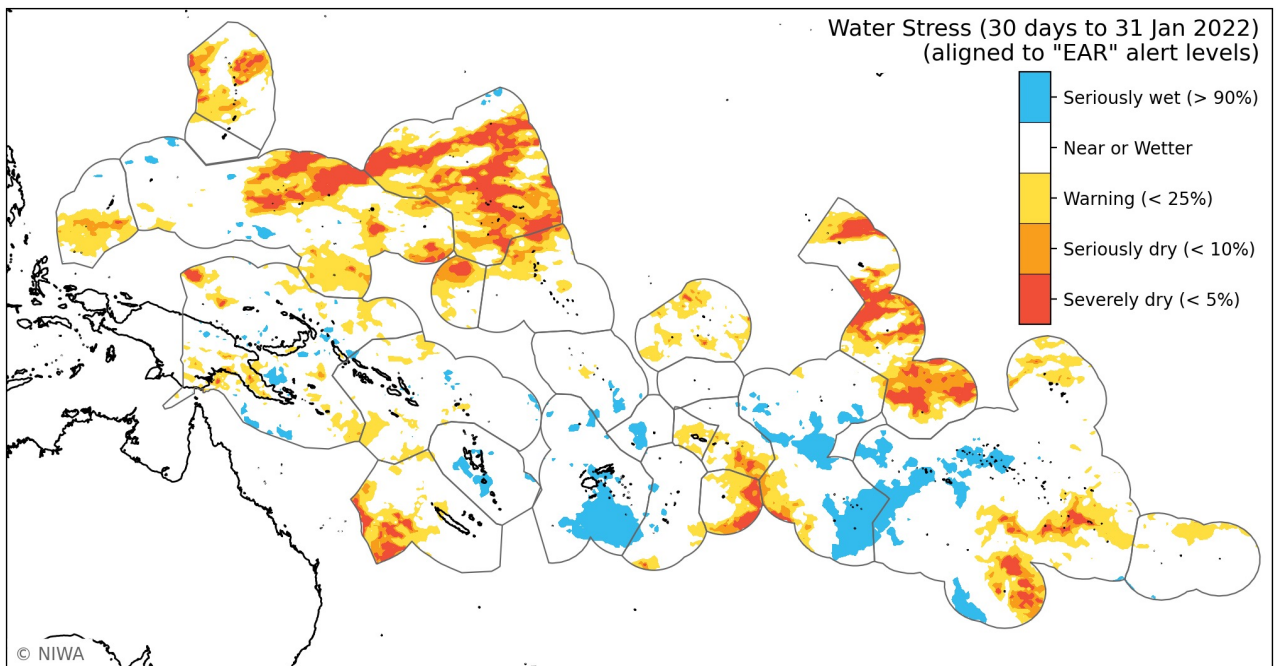 Water Stress (30 days to 31 Jan 2022)
(aligned to "EAR" alert levels)
Seriously wet (> 90%)
Near or Wetter
Warning (< 25%)
Seriously dry (< 10%)
Severely dry (< 5%)
© NIWA